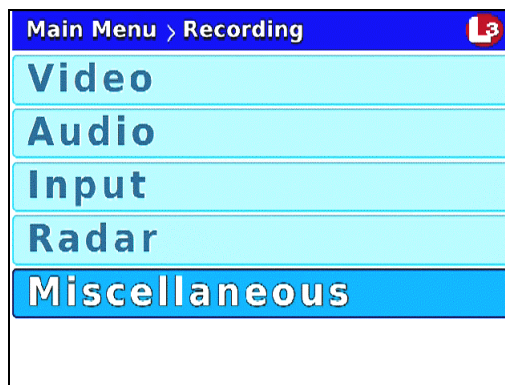 Main Menu > Recording L3
Video
Audio
Input
Radar
Miscellaneous